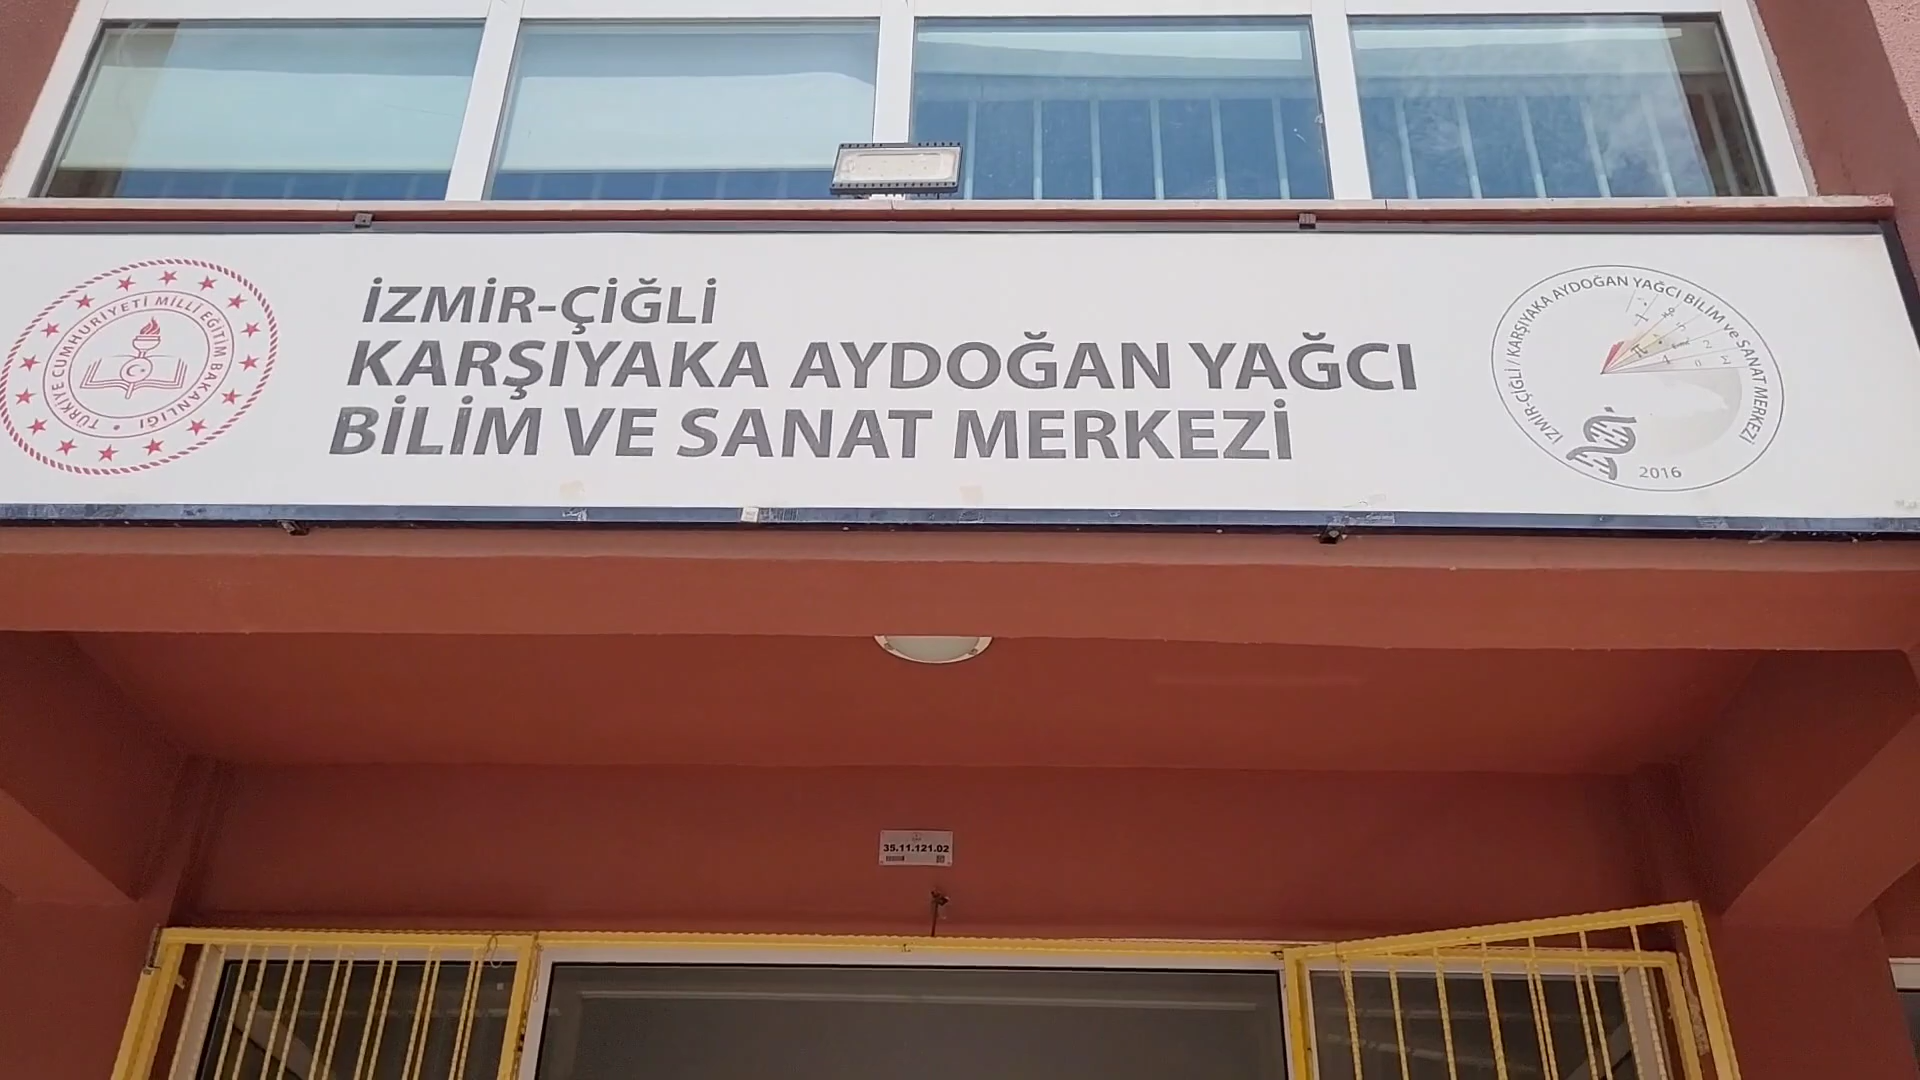 TÜRKİYE CUMHURİYETİ MİLLİ EĞİTİM BAKANLIĞI
İZMİR-ÇİĞLİ
KARŞIYAKA AYDOĞAN YAĞCI
BİLİM VE SANAT MERKEZİ
İZMİR-ÇİĞLİ / KARŞIYAKA AYDOĞAN YAĞCI BİLİM ve SANAT MERKEZİ
2016
35.11.121.02